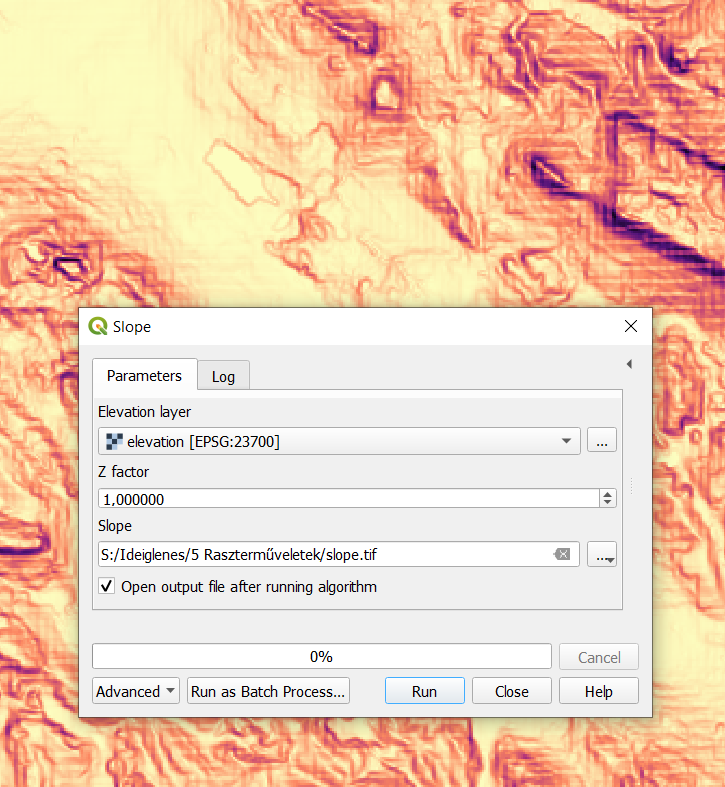 Slope
Parameters
Log
Elevation layer
elevation [EPSG:23700]
...
Z factor
1,000000
Slope
S:/Ideiglenes/5 Raszterműveletek/slope.tif
...
Open output file after running algorithm
0%
Cancel
Advanced
Run as Batch Process...
Run
Close
Help